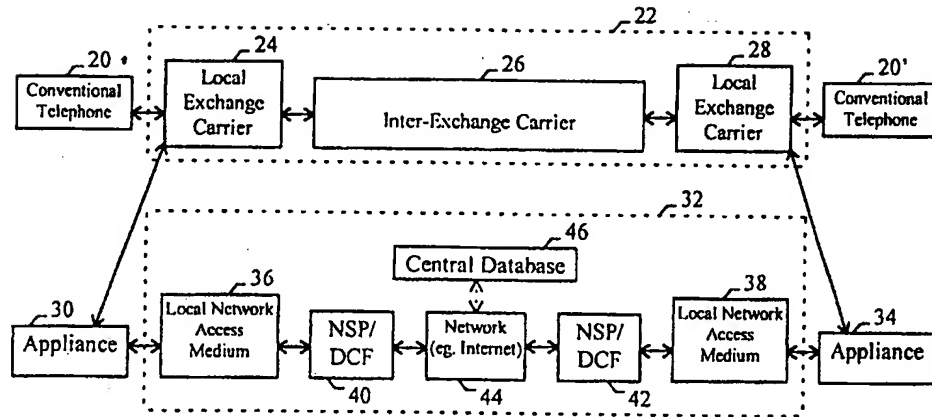 22
20
24
26
28
20'
Conventional
Telephone
Local
Exchange
Carrier
Inter-Exchange Carrier
Local
Exchange
Carrier
Conventional
Telephone
32
46
Central Database
36
38
30
34
Appliance
Local Network
Access
Medium
NSP/
DCF
Network
(eg. Internet)
NSP/
DCF
Local Network
Access
Medium
Appliance
40
44
42